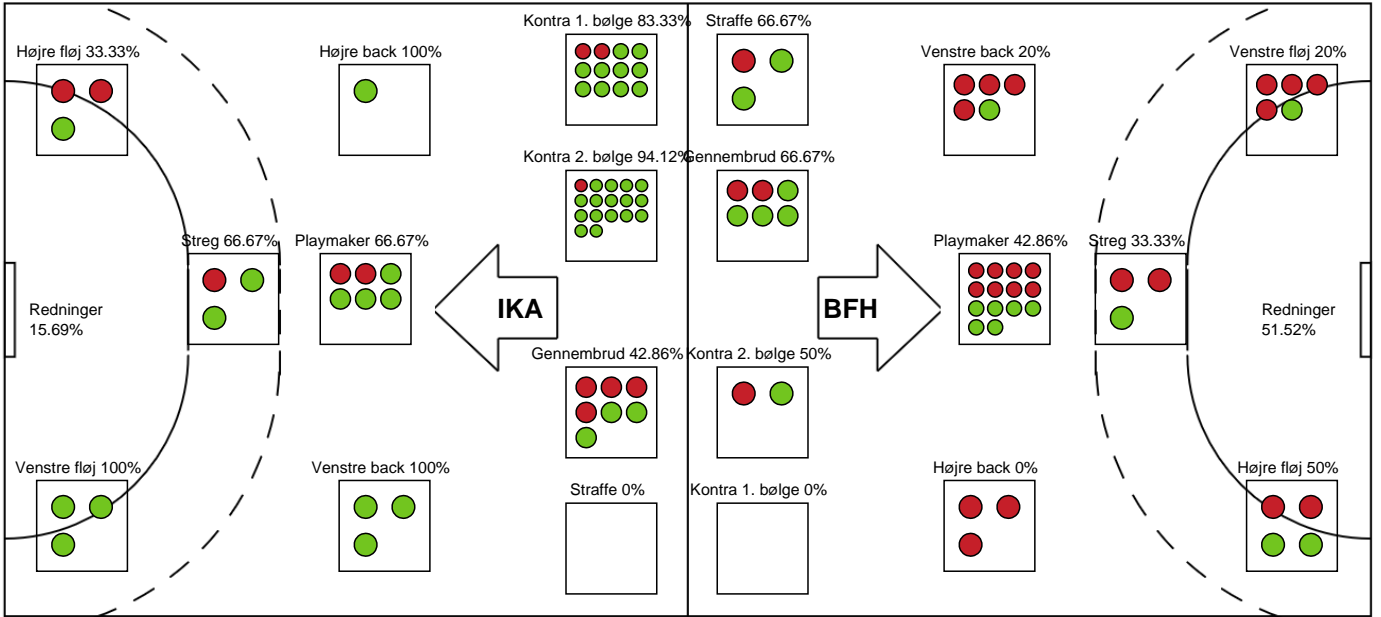 Kontra 1. bølge 83.33%
Straffe 66.67%
Højre fløj 33.33%
Højre back 100%
Venstre back 20%
Venstre fløj 20%
Kontra 2. bølge 94.12%
Gennembrud 66.67%
Streg 66.67%
Playmaker 66.67%
Playmaker 42.86%
Streg 33.33%
Redninger
15.69%
IKA
BFH
Redninger
51.52%
Gennembrud 42.86%
Kontra 2. bølge 50%
Venstre fløj 100%
Venstre back 100%
Højre back 0%
Højre fløj 50%
Straffe 0%
Kontra 1. bølge 0%